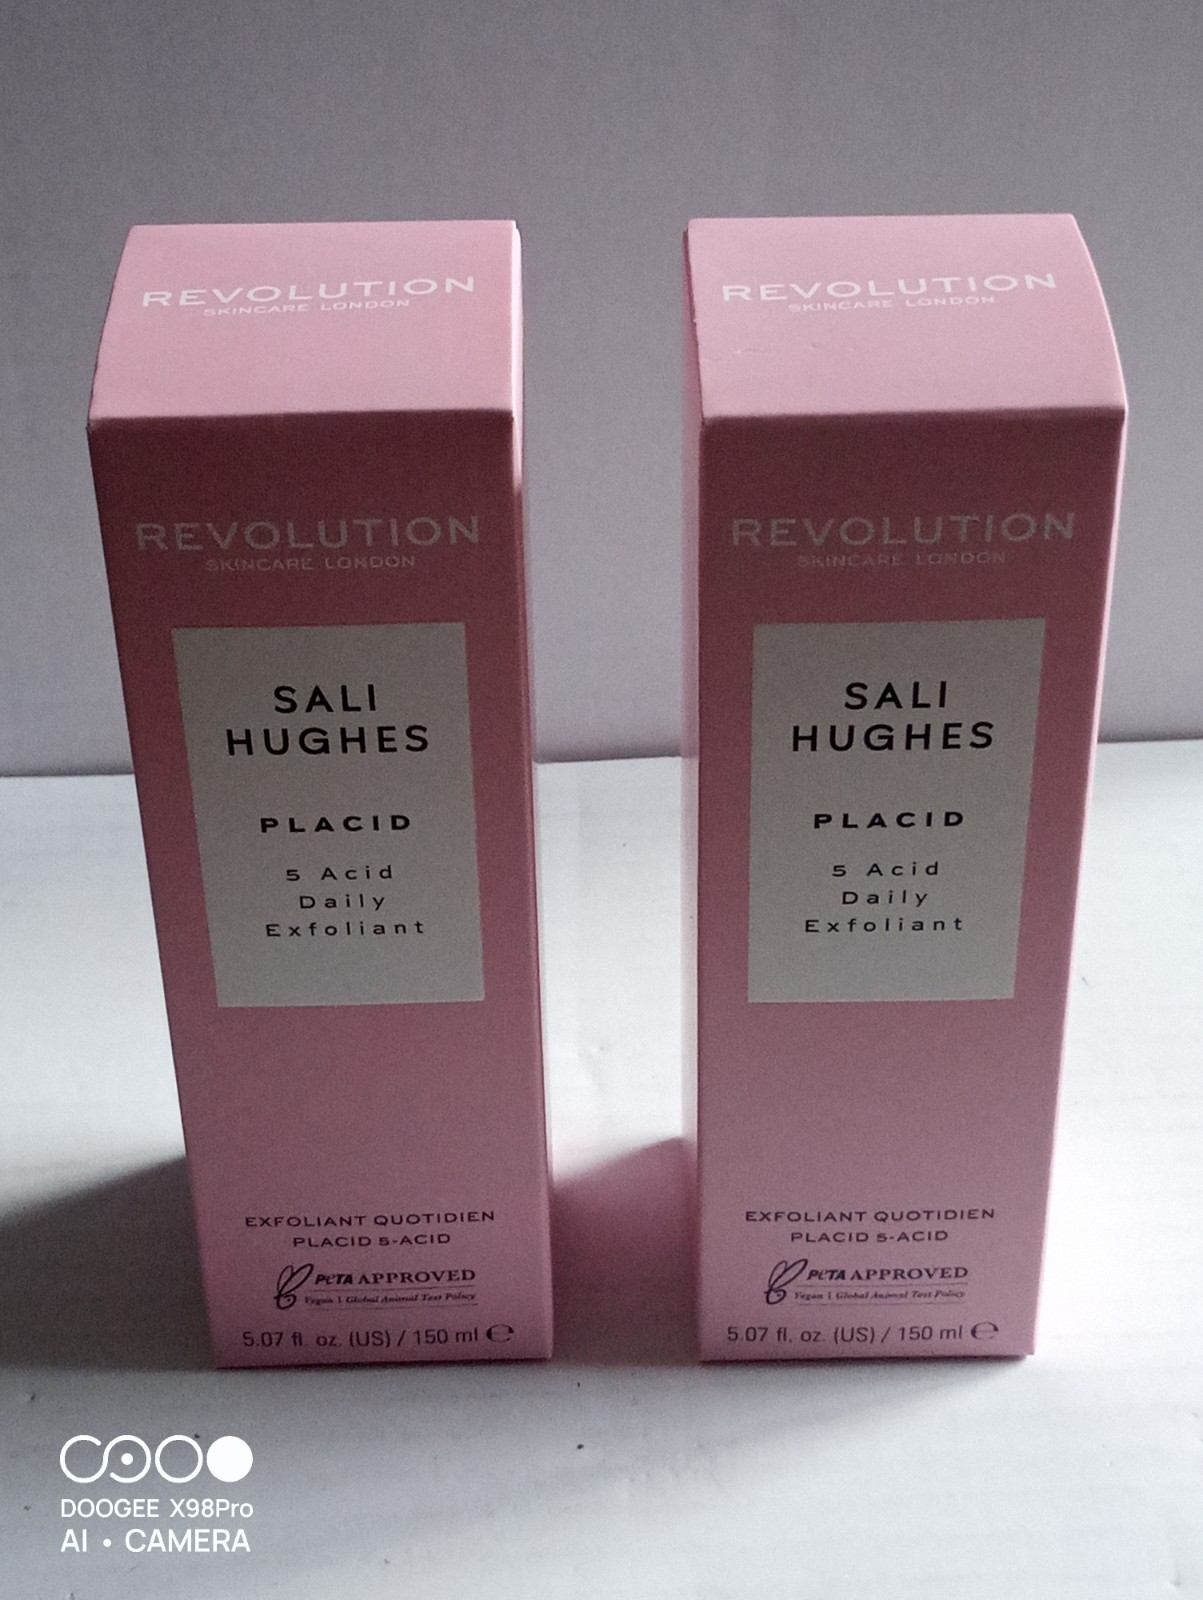 REVOLUTION
SKINCARE LONDON
REVOLUTION
SKINCARE LONDON
SALI
HUGHES
PLACID
5 Acid
Daily
Exfoliant
EXFOLIANT QUOTIDIEN
PLACID 5-ACID
PETA APPROVED
Vegan | Global Animal Test Policy
5.07 fl. oz. (US) / 150 ml ℮
REVOLUTION
SKINCARE LONDON
REVOLUTION
SKINCARE LONDON
SALI
HUGHES
PLACID
5 Acid
Daily
Exfoliant
EXFOLIANT QUOTIDIEN
PLACID 5-ACID
PETA APPROVED
Vegan | Global Animal Test Policy
5.07 fl. oz. (US) / 150 ml ℮
DOOGEE X98Pro
AI • CAMERA